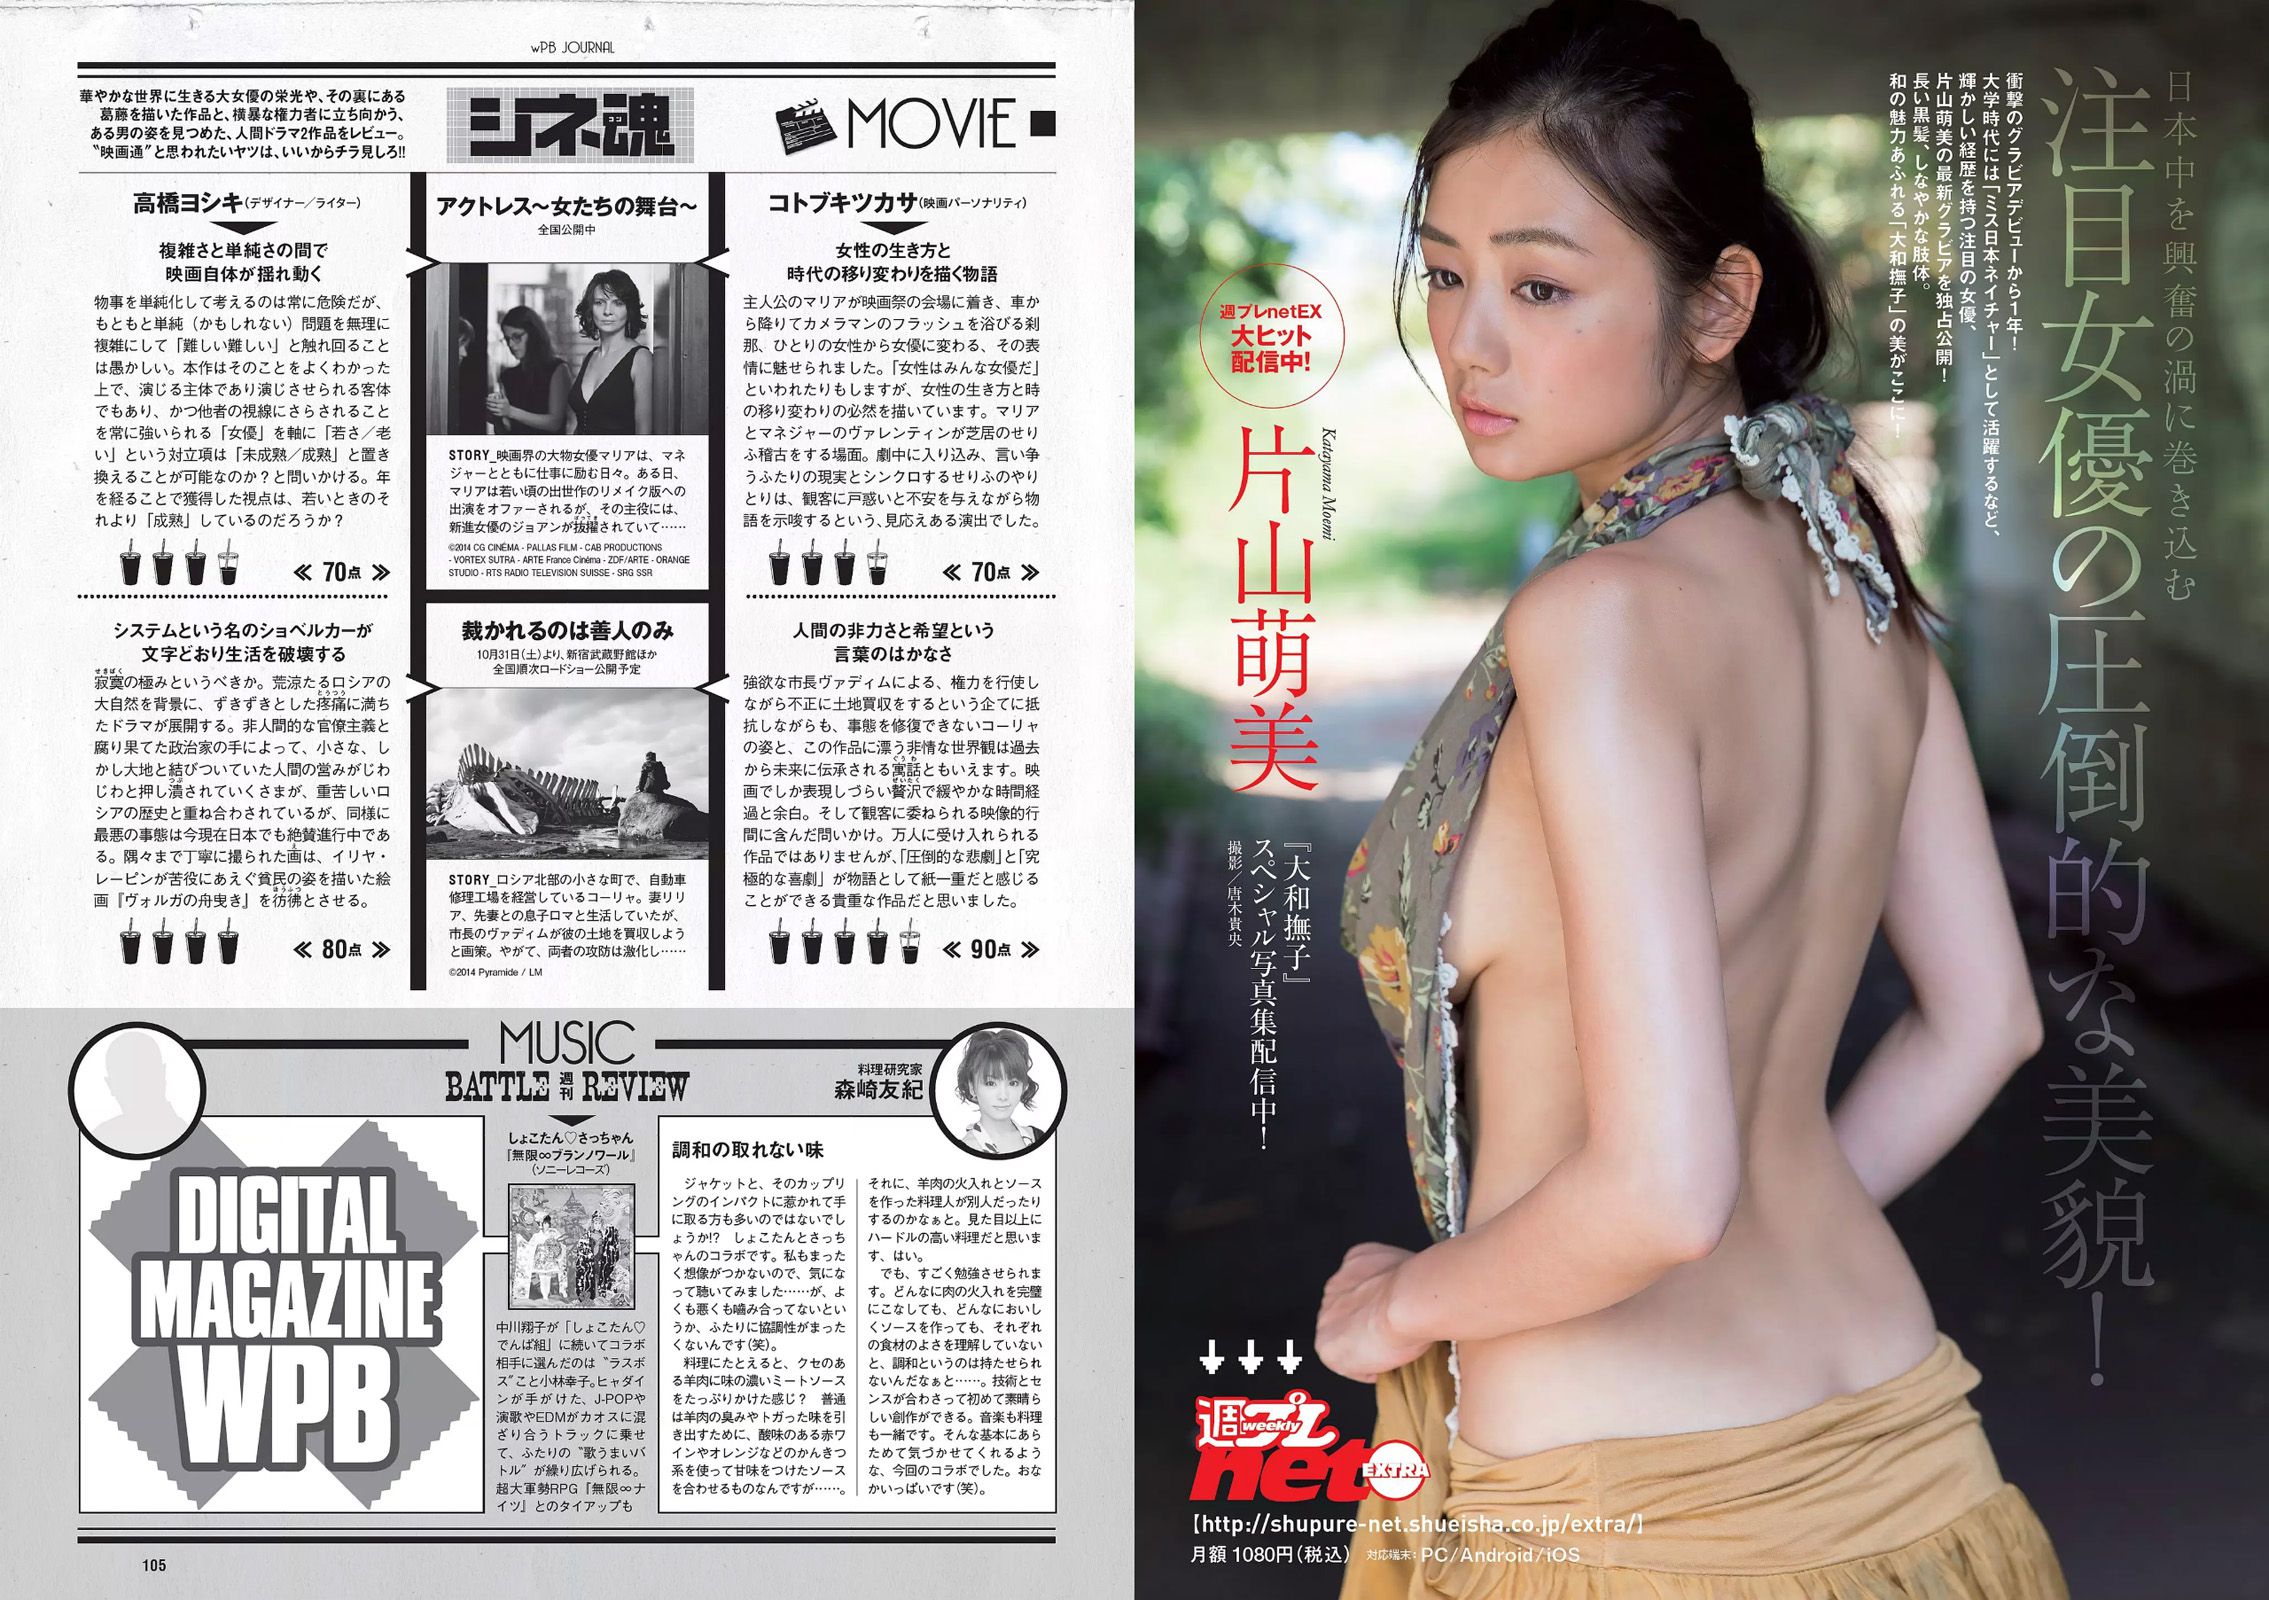 wPB JOURNAL
華やかな世界に生きる大女優の栄光や、その裏にある
葛藤を描いた作品と、横暴な権力者に立ち向かう、
ある男の姿を見つめた、人間ドラマ2作品をレビュー。
“映画通”と思われたいヤツは、いいからチラ見しろ!!
シネ魂
MOVIE
高橋ヨシキ(デザイナー/ライター)
複雑さと単純さの間で
映画自体が揺れ動く
物事を単純化して考えるのは常に危険だが、
もともと単純(かもしれない)問題を無理に
複雑にして「難しい難しい」と触れ回ること
は愚かしい。本作はそのことをよくわかった
上で、演じる主体であり演じさせられる客体
でもあり、かつ他者の視線にさらされること
を常に強いられる「女優」を軸に「若さ/老
い」という対立項は「未成熟/成熟」と置き
換えることが可能なのか?と問いかける。年
を経ることで獲得した視点は、若いときのそ
れより「成熟」しているのだろうか?
≪ 70点 ≫
システムという名のショベルカーが
文字どおり生活を破壊する
寂寞の極みというべきか。荒涼たるロシアの
大自然を背景に、ずきずきとした疼痛に満ち
たドラマが展開する。非人間的な官僚主義と
腐り果てた政治家の手によって、小さな、し
かし大地と結びついていた人間の営みがじわ
じわと押し潰されていくさまが、重苦しいロ
シアの歴史と重ね合わされているが、同様に
最悪の事態は今現在日本でも絶賛進行中であ
る。隅々まで丁寧に撮られた画は、イリヤ・
レーピンが苦役にあえぐ貧民の姿を描いた絵
画『ヴォルガの舟曳き』を彷彿とさせる。
≪ 80点 ≫
アクトレス〜女たちの舞台〜
全国公開中
STORY_映画界の大物女優マリアは、マネ
ジャーとともに仕事に励む日々。ある日、
マリアは若い頃の出世作のリメイク版への
出演をオファーされるが、その主役には、
新進女優のジョアンが抜擢されていて……
©2014 CG CINÉMA - PALLAS FILM - CAB PRODUCTIONS
- VORTEX SUTRA - ARTE France Cinéma - ZDF/ARTE - ORANGE
STUDIO - RTS RADIO TELEVISION SUISSE - SRG SSR
裁かれるのは善人のみ
10月31日(土)より、新宿武蔵野館ほか
全国順次ロードショー公開予定
STORY_ロシア北部の小さな町で、自動車
修理工場を経営しているコーリャ。妻リリ
ア、先妻との息子ロマと生活していたが、
市長のヴァディムが彼の土地を買収しよう
と画策。やがて、両者の攻防は激化し……
©2014 Pyramide / LM
コトブキツカサ(映画パーソナリティ)
女性の生き方と
時代の移り変わりを描く物語
主人公のマリアが映画祭の会場に着き、車か
ら降りてカメラマンのフラッシュを浴びる刹
那、ひとりの女性から女優に変わる、その表
情に魅せられました。「女性はみんな女優だ」
といわれたりもしますが、女性の生き方と時
の移り変わりの必然を描いています。マリア
とマネジャーのヴァレンティンが芝居のせり
ふ稽古をする場面。劇中に入り込み、言い争
うふたりの現実とシンクロするせりふのやり
とりは、観客に戸惑いと不安を与えながら物
語を示唆するという、見応えある演出でした。
≪ 70点 ≫
人間の非力さと希望という
言葉のはかなさ
強欲な市長ヴァディムによる、権力を行使し
ながら不正に土地買収をするという企てに抵
抗しながらも、事態を修復できないコーリャ
の姿と、この作品に漂う非情な世界観は過去
から未来に伝承される寓話ともいえます。映
画でしか表現しづらい贅沢で緩やかな時間経
過と余白。そして観客に委ねられる映像的行
間に含んだ問いかけ。万人に受け入れられる
作品ではありませんが、「圧倒的な悲劇」と「究
極的な喜劇」が物語として紙一重だと感じる
ことができる貴重な作品だと思いました。
≪ 90点 ≫
MUSIC
BATTLE 週刊 REVIEW
料理研究家
森崎友紀
DIGITAL
MAGAZINE
WPB
しょこたん♡さっちゃん
『無限∞ブランノワール』
(ソニーレコーズ)
中川翔子が「しょこたん♡
でんぱ組」に続いてコラボ
相手に選んだのは“ラスボ
ス”こと小林幸子。ヒャダイ
ンが手がけた、J-POPや
演歌やEDMがカオスに混
ざり合うトラックに乗せ
て、ふたりの“歌うまいバ
トル”が繰り広げられる。
超大軍勢RPG『無限∞ナ
イツ』とのタイアップも
調和の取れない味
ジャケットと、そのカップリ
ングのインパクトに惹かれて手
に取る方も多いのではないでし
ょうか!? しょこたんとさっち
ゃんのコラボです。私もまった
く想像がつかないので、気にな
って聴いてみました……が、よ
くも悪くも噛み合ってないとい
うか、ふたりに協調性がまった
くないんです(笑)。
料理にたとえると、クセのあ
る羊肉に味の濃いミートソース
をたっぷりかけた感じ? 普通
は羊肉の臭みやトガった味を引
き出すために、酸味のある赤ワ
インやオレンジなどのかんきつ
系を使って甘味をつけたソース
を合わせるものなんですが……。
それに、羊肉の火入れとソース
を作った料理人が別人だったり
するのかなぁと。見た目以上に
ハードルの高い料理だと思いま
す、はい。
でも、すごく勉強させられま
す。どんなに肉の火入れを完璧
にこなしても、どんなにおいし
くソースを作っても、それぞれ
の食材のよさを理解していない
と、調和というのは持たせられ
ないんだなぁと……。技術とセ
ンスが合わさって初めて素晴ら
しい創作ができる。音楽も料理
も一緒です。そんな基本にあら
ためて気づかせてくれるよう
な、今回のコラボでした。おな
かいっぱいです(笑)。
105
日本中を興奮の渦に巻き込む
注目女優の圧倒的な美貌!
衝撃のグラビアデビューから1年!
大学時代には「ミス日本ネイチャー」として活躍するなど、
輝かしい経歴を持つ注目の女優、
片山萌美の最新グラビアを独占公開!
長い黒髪、しなやかな肢体。
和の魅力あふれる「大和撫子」の美がここに!
週プレnetEX
大ヒット
配信中!
Katayama Moemi
片山萌美
『大和撫子』
スペシャル写真集配信中!
撮影/唐木貴央
週プレ
weekly
net
EXTRA
【http://shupure-net.shueisha.co.jp/extra/】
月額 1080円(税込) 対応端末: PC/Android/iOS